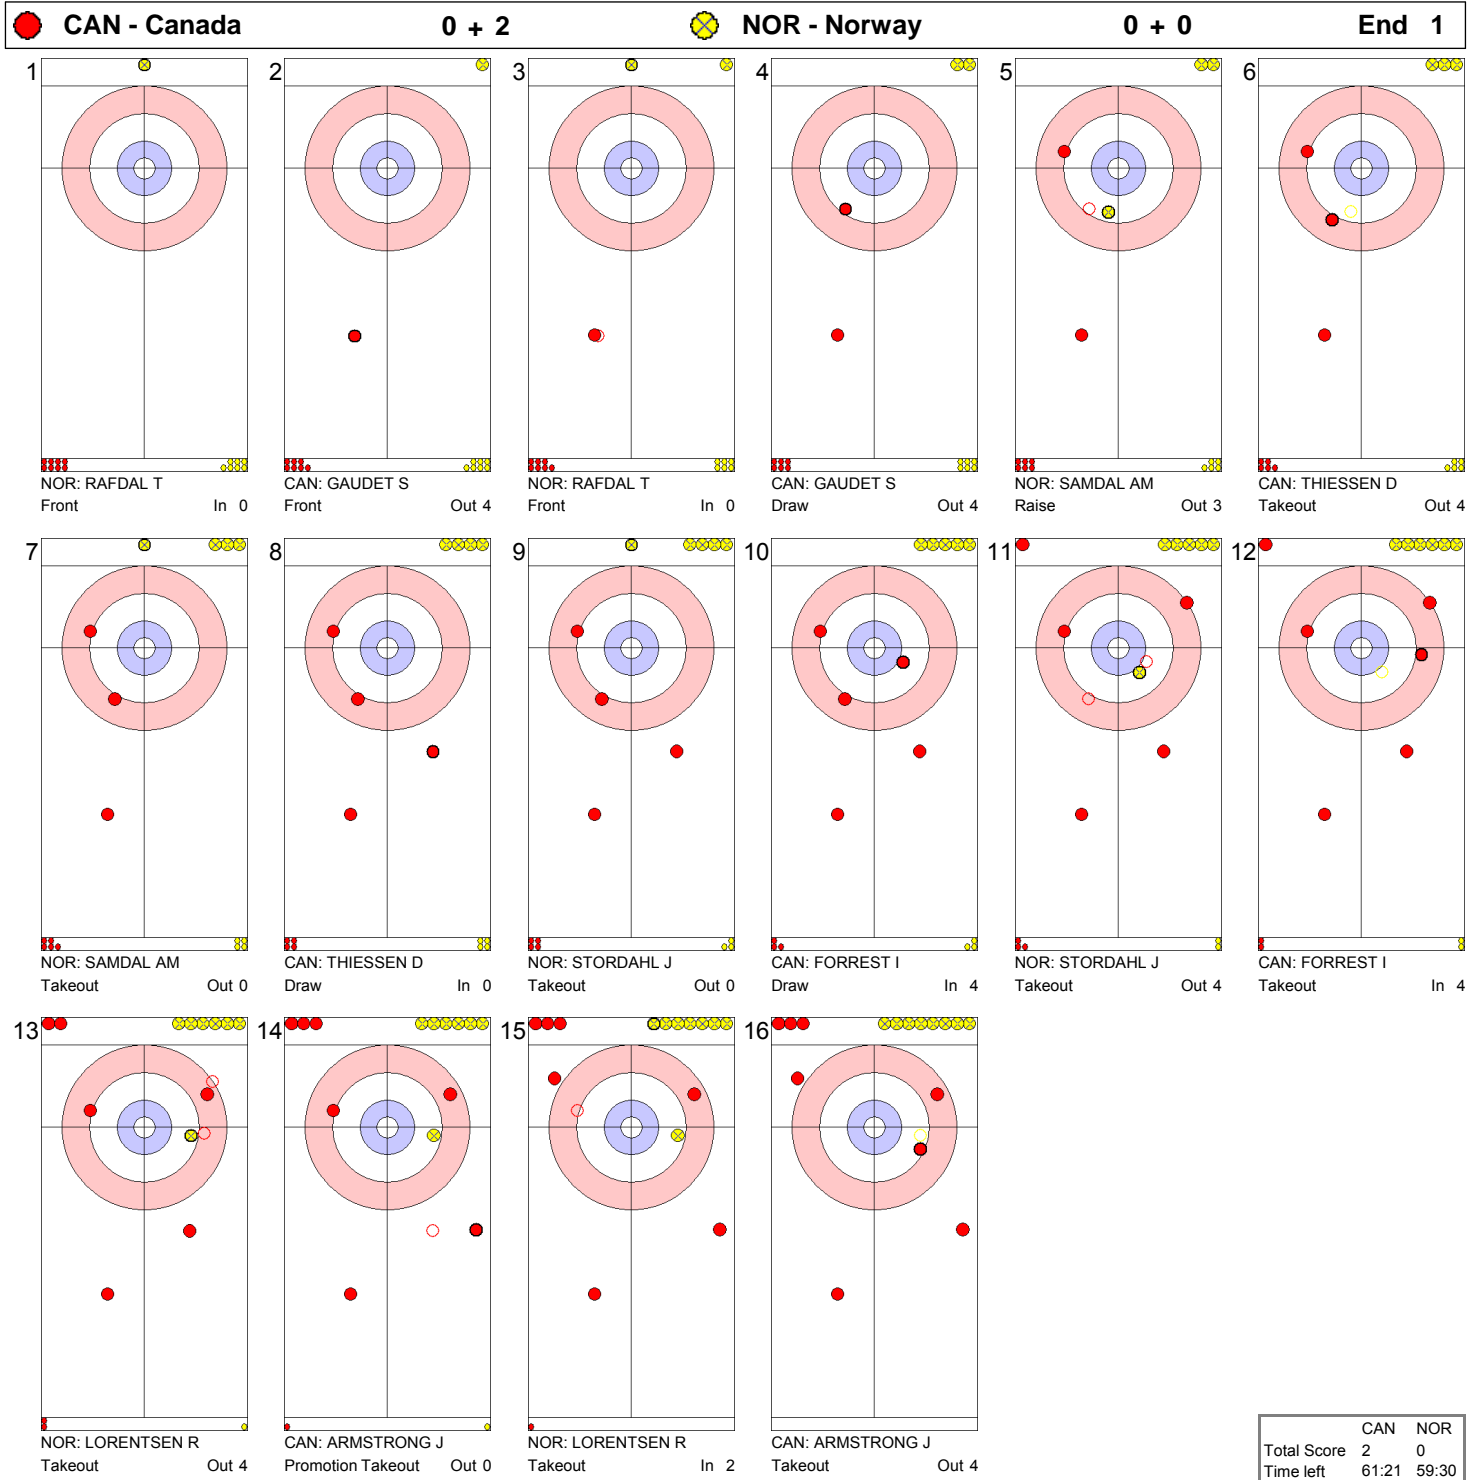 CAN - Canada 0 + 2 NOR - Norway 0 + 0 End 1
1 2 3 4 5 6
NOR: RAFDAL T CAN: GAUDET S NOR: RAFDAL T CAN: GAUDET S NOR: SAMDAL AM CAN: THIESSEN D
Front In 0 Front Out 4 Front In 0 Draw Out 4 Raise Out 3 Takeout Out 4
7 8 9 10 11 12
NOR: SAMDAL AM CAN: THIESSEN D NOR: STORDAHL J CAN: FORREST I NOR: STORDAHL J CAN: FORREST I
Takeout Out 0 Draw In 0 Takeout Out 0 Draw In 4 Takeout Out 4 Takeout In 4
13 14 15 16
NOR: LORENTSEN R CAN: ARMSTRONG J NOR: LORENTSEN R CAN: ARMSTRONG J
Takeout Out 4 Promotion Takeout Out 0 Takeout In 2 Takeout Out 4
CAN NOR
Total Score 2 0
Time left 61:21 59:30